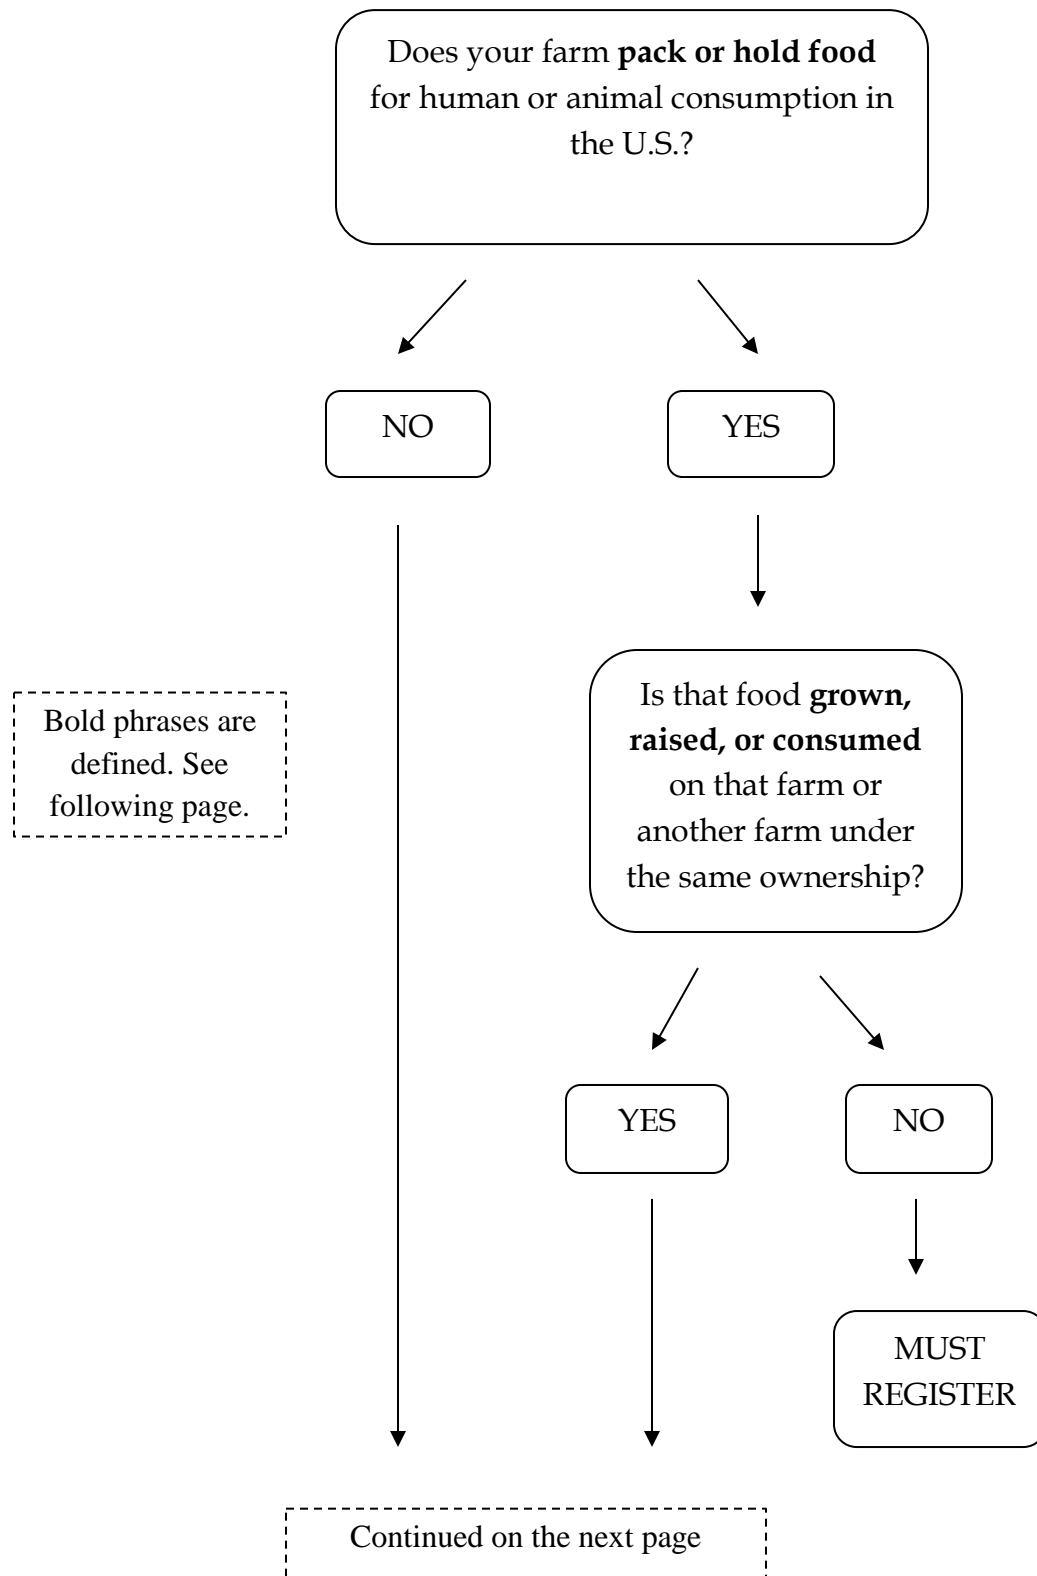 Does your farm pack or hold food
for human or animal consumption in
the U.S.?
NO
YES
Bold phrases are
defined. See
following page.
Is that food grown,
raised, or consumed
on that farm or
another farm under
the same ownership?
YES
NO
MUST
REGISTER
Continued on the next page